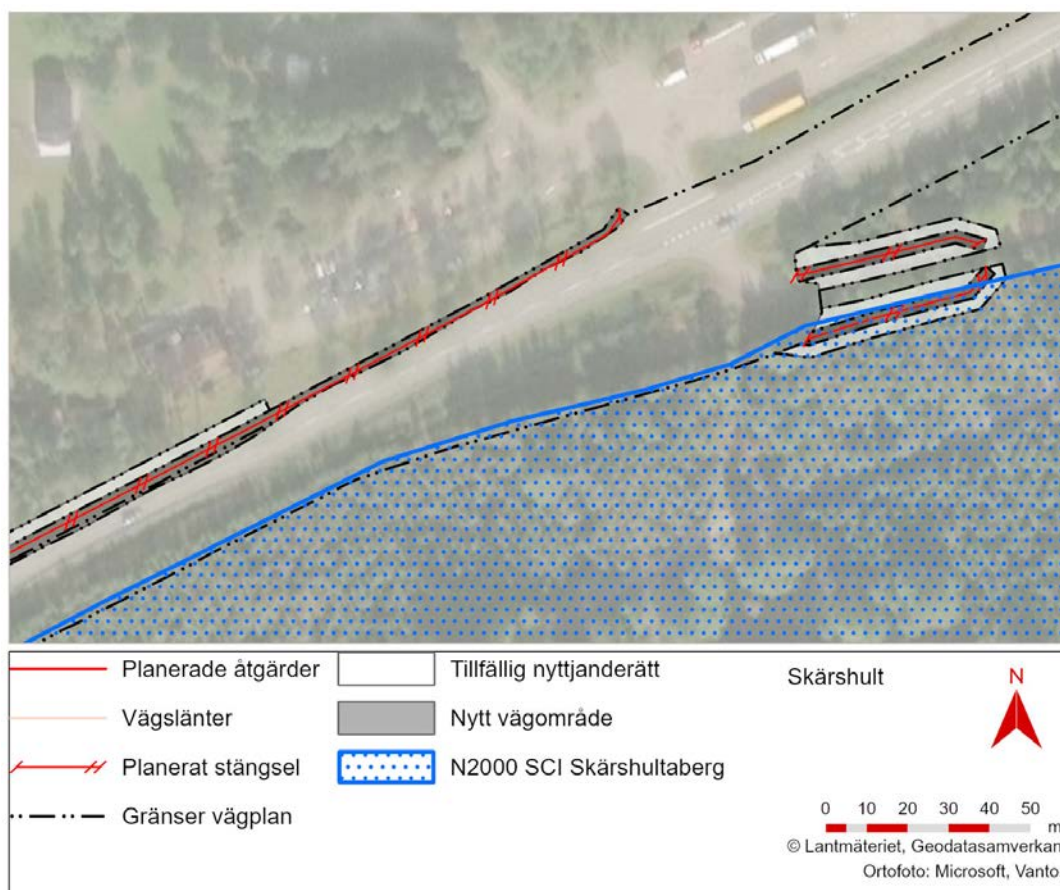 Planerade åtgärder
Vägslänter
Planerat stängsel
Gränser vägplan
Tillfällig nyttjanderätt
Nytt vägområde
N2000 SCI Skärshultaberg
Skärshult
N
0 10 20 30 40 50
m
© Lantmäteriet, Geodatasamverkan
Ortofoto: Microsoft, Vanto